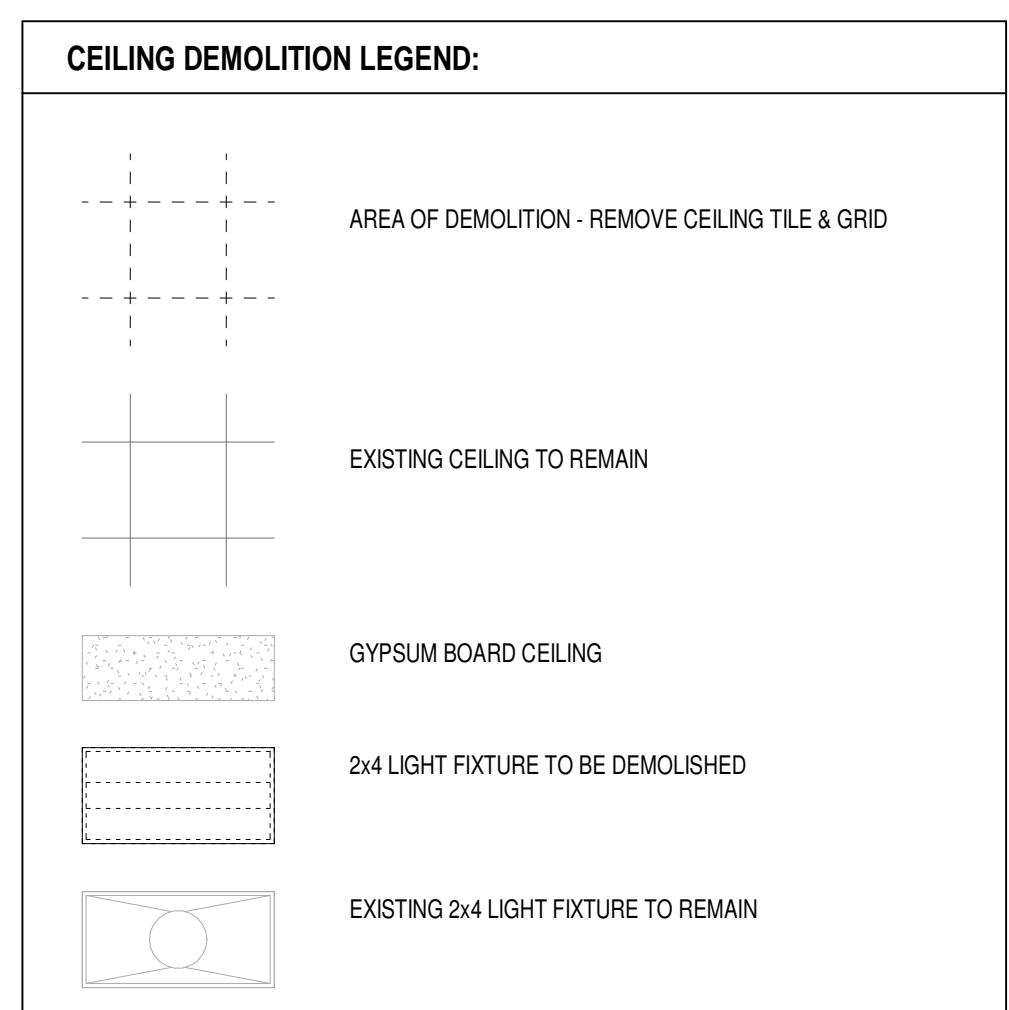 CEILING DEMOLITION LEGEND:
AREA OF DEMOLITION - REMOVE CEILING TILE & GRID
EXISTING CEILING TO REMAIN
GYPSUM BOARD CEILING
2x4 LIGHT FIXTURE TO BE DEMOLISHED
EXISTING 2x4 LIGHT FIXTURE TO REMAIN